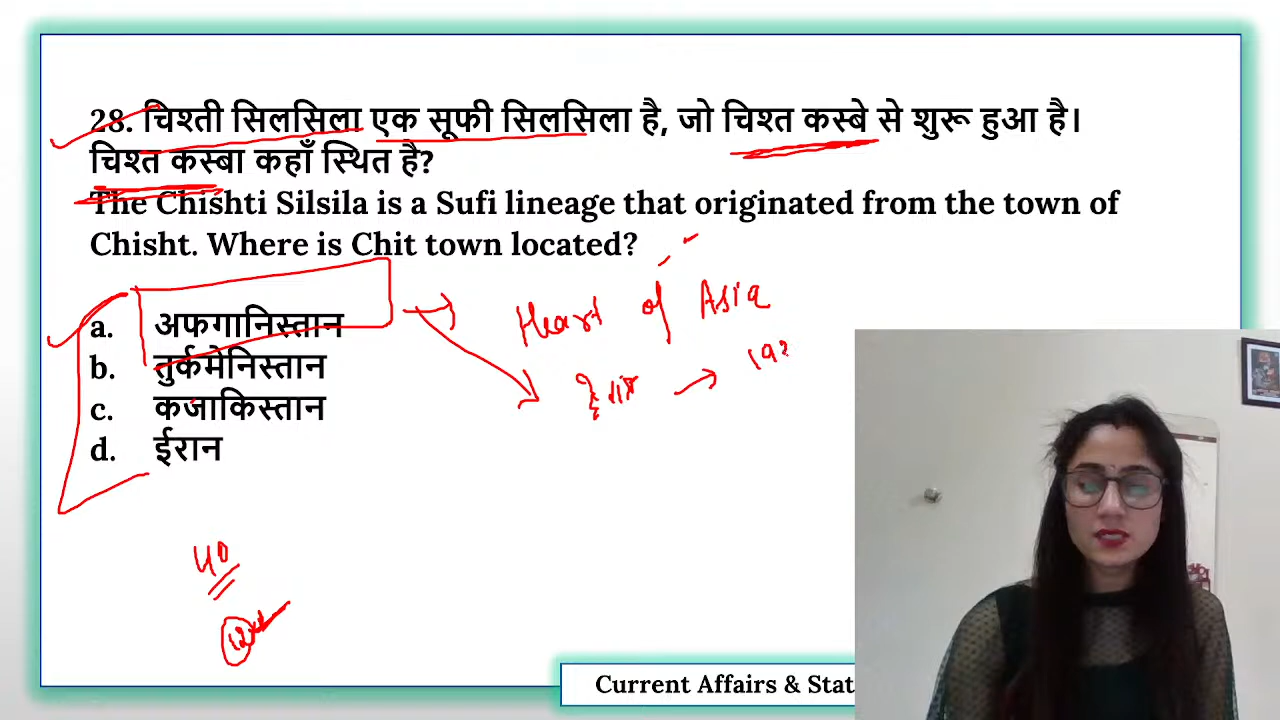 28. चिश्ती सिलसिला एक सूफी सिलसिला है, जो चिश्त कस्बे से शुरू हुआ है।
चिश्त कस्बा कहाँ स्थित है?
The Chishti Silsila is a Sufi lineage that originated from the town of
Chisht. Where is Chit town located?
a. अफगानिस्तान
b. तुर्कमेनिस्तान
c. कजाकिस्तान
d. ईरान
Heart of Asia
40
Current Affairs & Stat